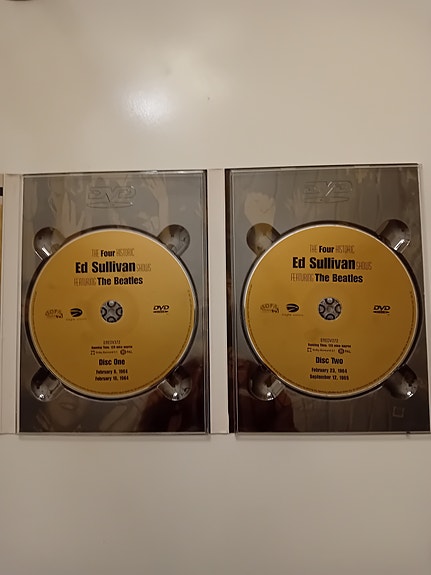 DVD
THE Four HISTORIC
Ed Sullivan SHOWS
FEATURING The Beatles
DVD
Disc One
February 9, 1964
February 16, 1964
DVD
THE Four HISTORIC
Ed Sullivan SHOWS
FEATURING The Beatles
DVD
PAL
Disc Two
February 23, 1964
September 12, 1965